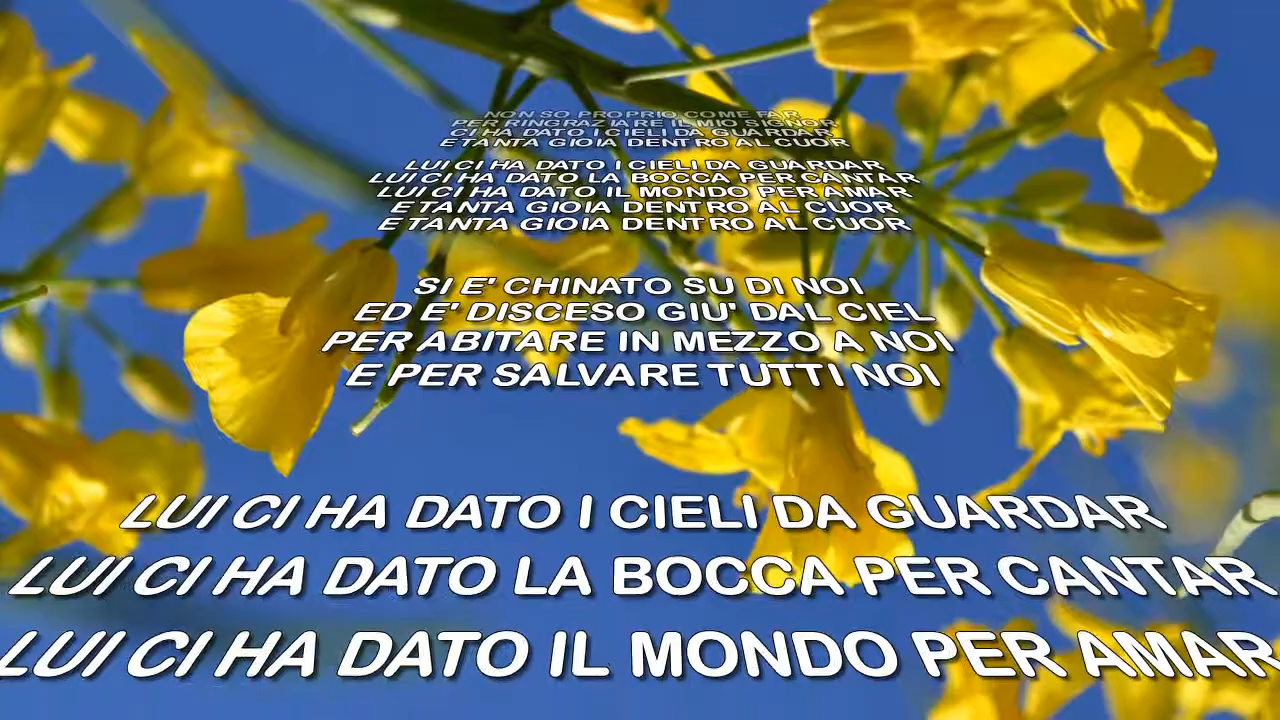 NON SO PROPRIO COME FAR
PER RINGRAZIARE IL MIO SIGNOR
CI HA DATO I CIELI DA GUARDAR
E TANTA GIOIA DENTRO AL CUOR
LUI CI HA DATO I CIELI DA GUARDAR
LUI CI HA DATO LA BOCCA PER CANTAR
LUI CI HA DATO IL MONDO PER AMAR
E TANTA GIOIA DENTRO AL CUOR
E TANTA GIOIA DENTRO AL CUOR
SI E' CHINATO SU DI NOI
ED E' DISCESO GIU' DAL CIEL
PER ABITARE IN MEZZO A NOI
E PER SALVARE TUTTI NOI
LUI CI HA DATO I CIELI DA GUARDAR
LUI CI HA DATO LA BOCCA PER CANTAR
LUI CI HA DATO IL MONDO PER AMAR